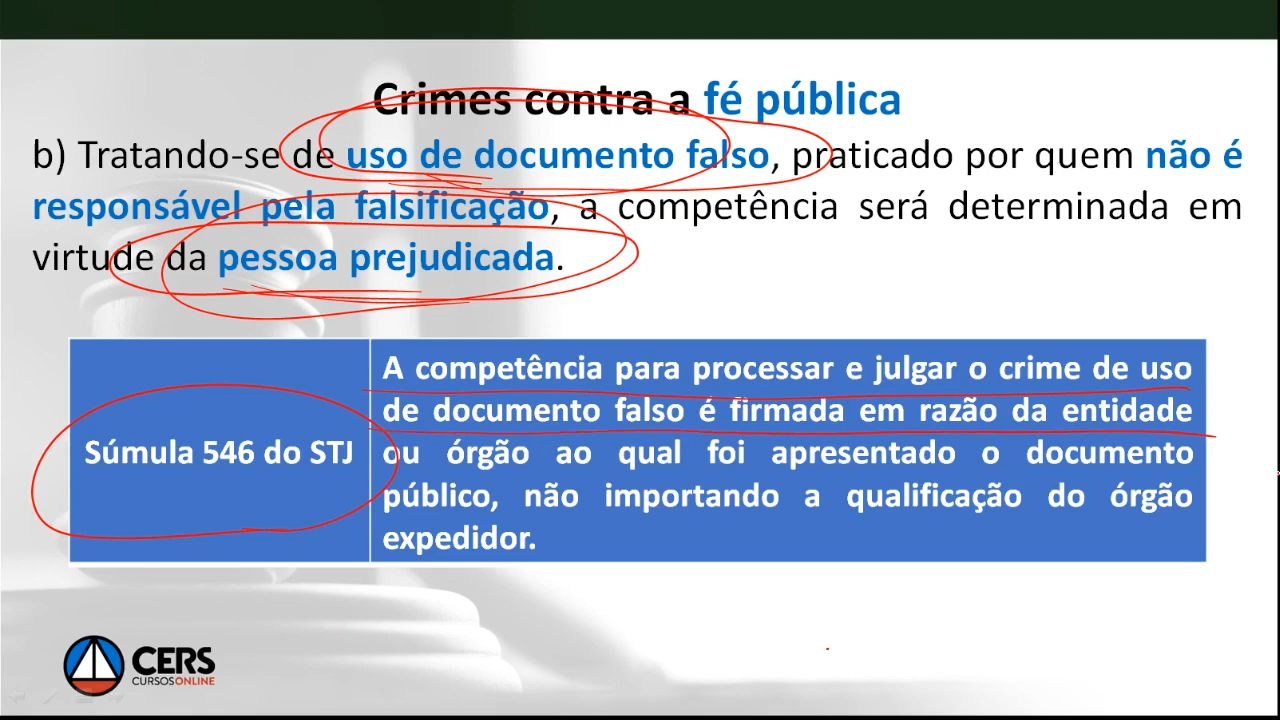 Crimes contra a fé pública
b) Tratando-se de uso de documento falso, praticado por quem não é
responsável pela falsificação, a competência será determinada em
virtude da pessoa prejudicada.
Súmula 546 do STJ
A competência para processar e julgar o crime de uso
de documento falso é firmada em razão da entidade
ou órgão ao qual foi apresentado o documento
público, não importando a qualificação do órgão
expedidor.
CERS
CURSOS ONLINE